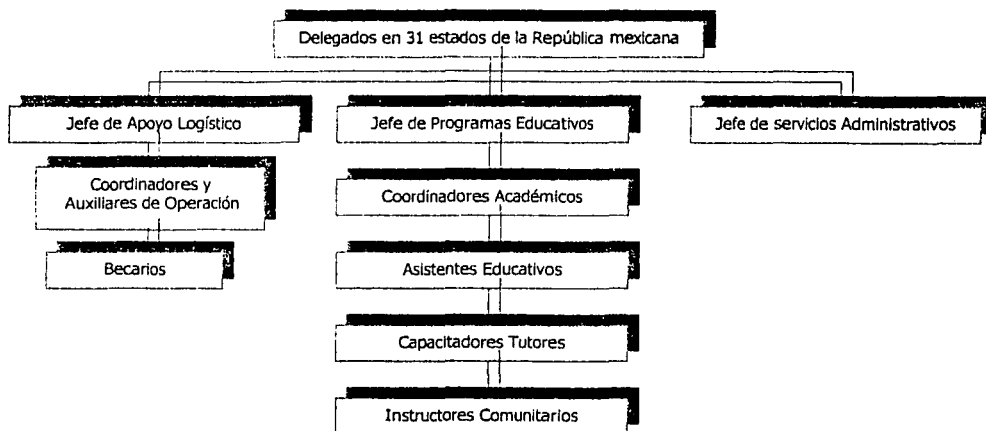 Delegados en 31 estados de la República mexicana
Jefe de Apoyo Logístico
Jefe de Programas Educativos
Jefe de servicios Administrativos
Coordinadores y
Auxiliares de Operación
Coordinadores Académicos
Becarios
Asistentes Educativos
Capacitadores Tutores
Instructores Comunitarios